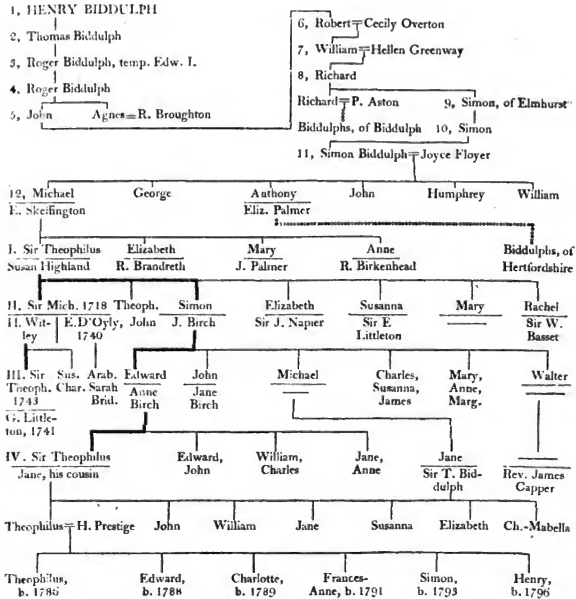 1, HENRY BIDDULPH
2, Thomas Biddulph
3, Roger Biddulph, temp. Edw. I.
4, Roger Biddulph
5, John Agnes=R. Broughton
6, Robert=Cecily Overton
7, William=Hellen Greenway
8, Richard
Richard=P. Aston 9, Simon, of Elmhurst
Biddulphs, of Biddulph 10, Simon
11, Simon Biddulph=Joyce Floyer
12, Michael George Anthony John Humphrey William
E. Skeffington Eliz. Palmer
I. Sir Theophilus Elizabeth Mary Anne Biddulphs, of
Susan Highland R. Brandreth J. Palmer R. Birkenhead Hertfordshire
II. Sir Mich. 1718 Theoph. Simon Elizabeth Susanna Mary Rachel
H. Wit- E. D'Oyly, John J. Birch Sir J. Napier Sir E Sir W.
ley 1740 Littleton Basset
III. Sir Sus. Arab. Edward John Michael Charles, Mary, Walter
Theoph. Char. Sarah Anne Jane Susanna, Anne,
1743 Brid. Birch Birch James Marg.
G. Little-
ton, 1741
IV. Sir Theophilus Edward, William, Jane, Jane
Jane, his cousin John Charles Anne Sir T. Bid- Rev. James
dulph Capper
Theophilus=H. Prestige John William Jane Susanna Elizabeth Ch.-Mabella
Theophilus, Edward, Charlotte, Frances- Simon, Henry,
b. 1786 b. 1788 b. 1789 Anne, b. 1791 b. 1793 b. 1796